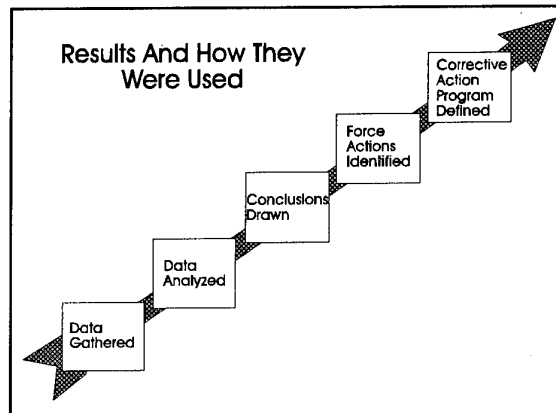 Results And How They
Were Used
Corrective
Action
Program
Defined
Force
Actions
Identified
Conclusions
Drawn
Data
Analyzed
Data
Gathered